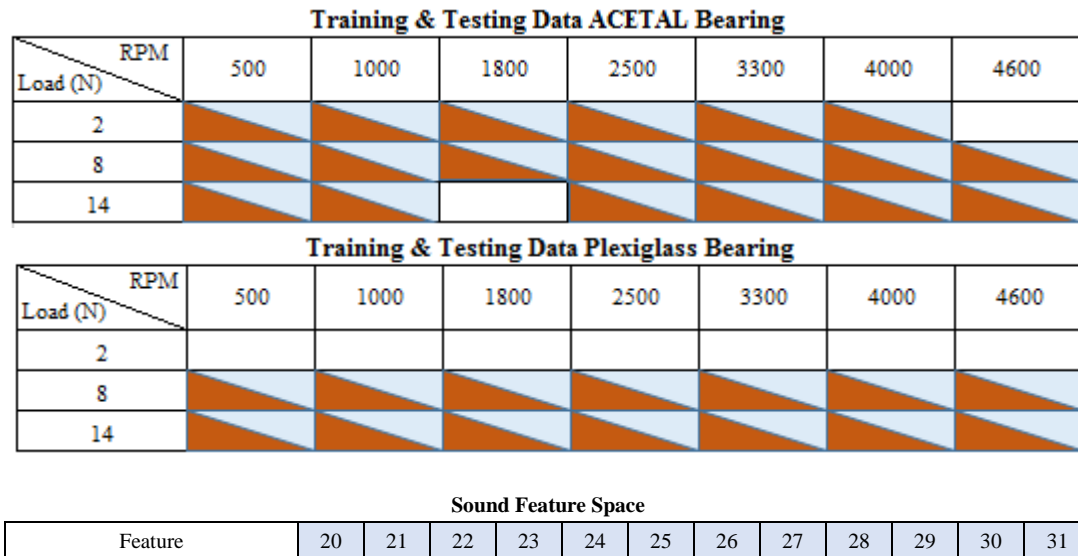 Training & Testing Data ACETAL Bearing
RPM
Load (N)
500 1000 1800 2500 3300 4000 4600
2
8
14
Training & Testing Data Plexiglass Bearing
RPM
Load (N)
500 1000 1800 2500 3300 4000 4600
2
8
14
Sound Feature Space
Feature 20 21 22 23 24 25 26 27 28 29 30 31